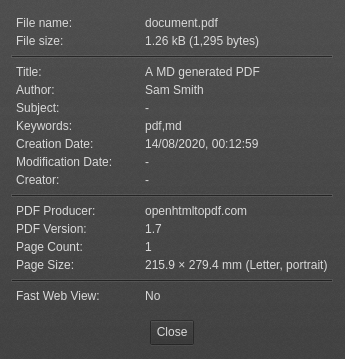 File name: document.pdf
File size: 1.26 kB (1,295 bytes)
Title: A MD generated PDF
Author: Sam Smith
Subject: -
Keywords: pdf,md
Creation Date: 14/08/2020, 00:12:59
Modification Date: -
Creator: -
PDF Producer: openhtmltopdf.com
PDF Version: 1.7
Page Count: 1
Page Size: 215.9 × 279.4 mm (Letter, portrait)
Fast Web View: No
Close